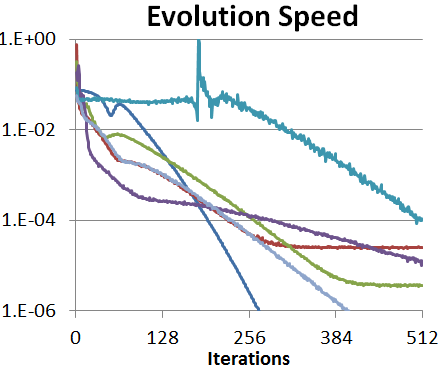 Evolution Speed
1.E+00
1.E-02
1.E-04
1.E-06
0 128 256 384 512
Iterations